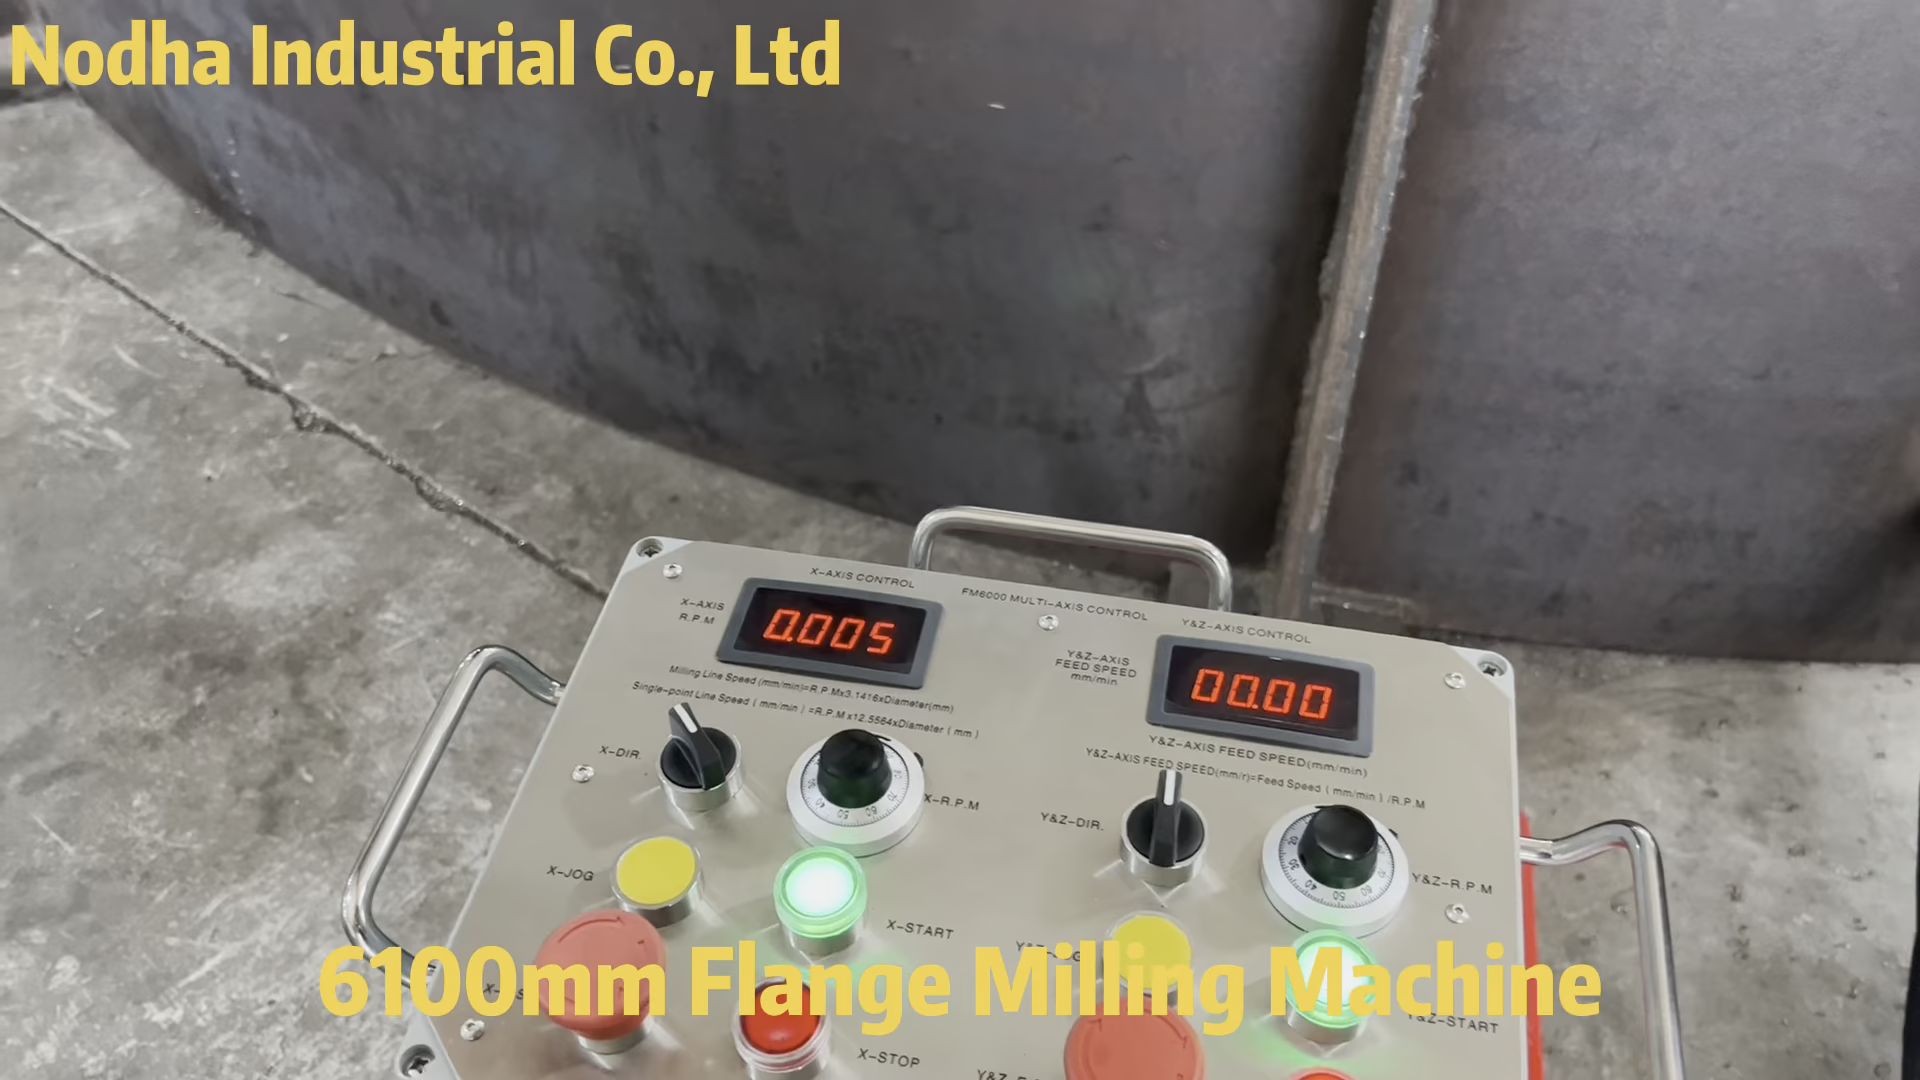 Nodha Industrial Co., Ltd
X-AXIS CONTROL
FM6000 MULTI-AXIS CONTROL
Y&Z-AXIS CONTROL
X-AXIS
R.P.M
0.005
Y&Z-AXIS
FEED SPEED
mm/min
00.00
Milling Line Speed (mm/min)=R.P.Mx3.1416xDiameter(mm)
Single-point Line Speed ( mm/min ) =R.P.M x12.5664xDiameter ( mm )
Y&Z-AXIS FEED SPEED(mm/min)
Y&Z-AXIS FEED SPEED(mm/r)=Feed Speed ( mm/min ) /R.P.M
X-DIR.
X-R.P.M
Y&Z-DIR.
Y&Z-R.P.M
X-JOG
X-START
Y&Z-START
X-STOP
6100mm Flange Milling Machine